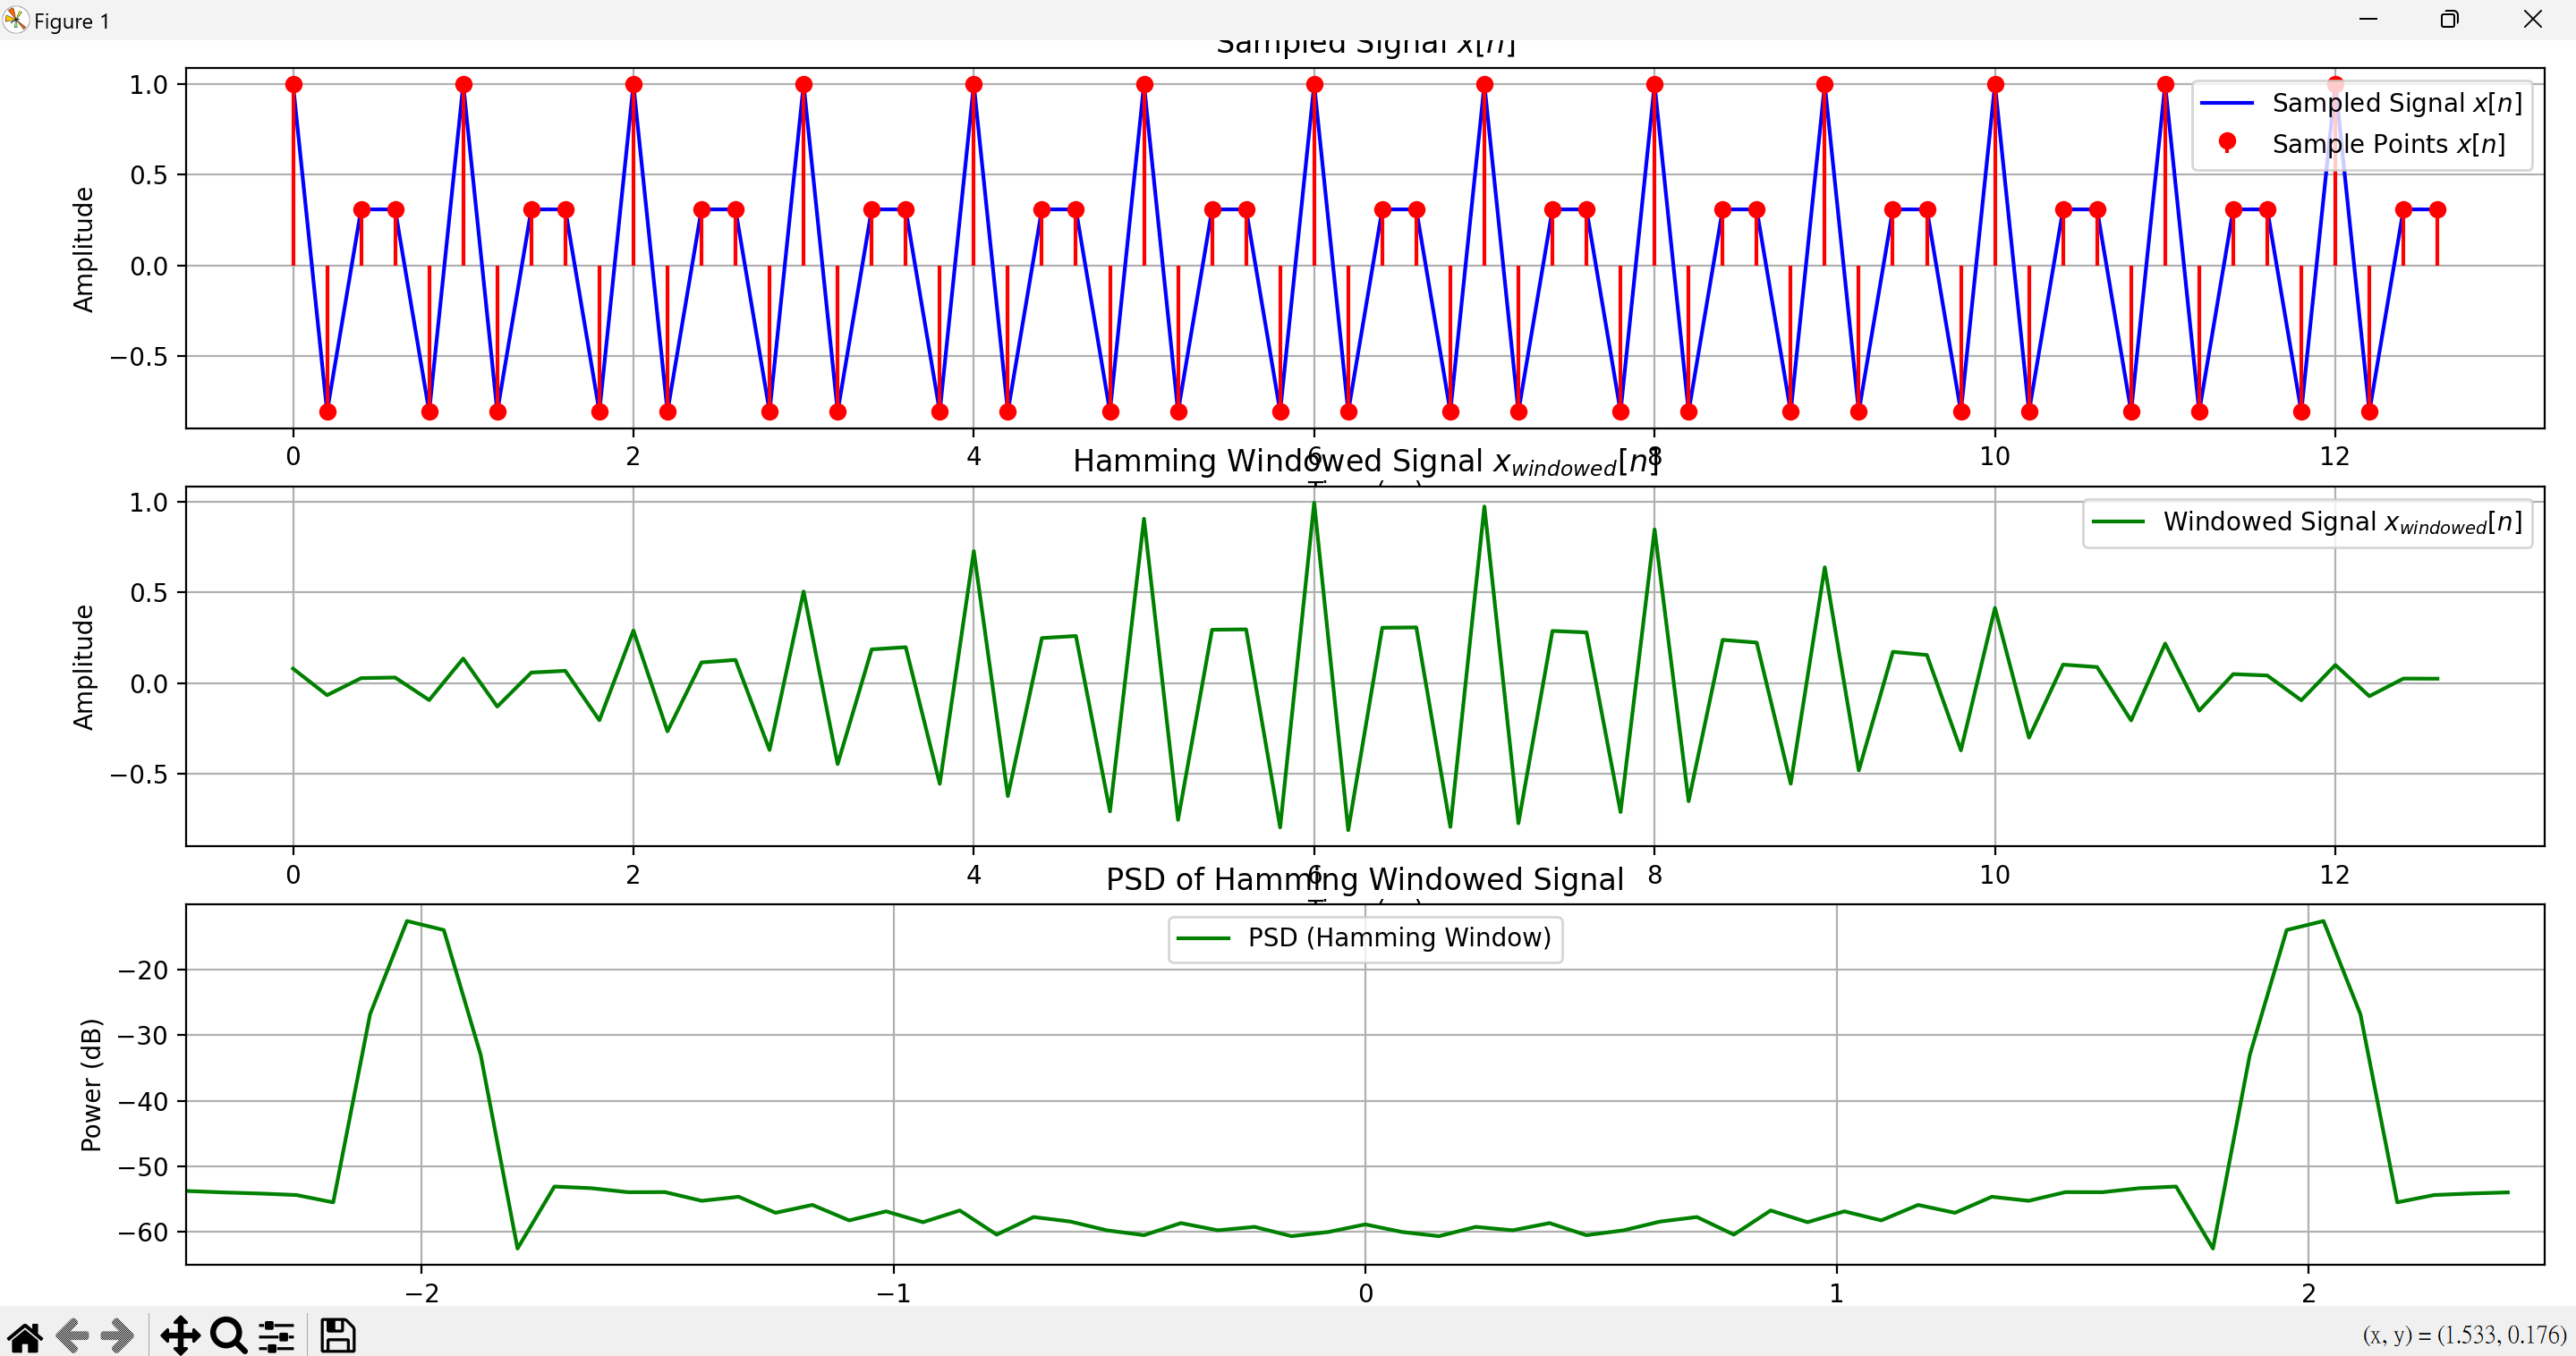 Figure 1
Sampled Signal x[n]
1.0
0.5
0.0
−0.5
Amplitude
Sampled Signal x[n]
Sample Points x[n]
0 2 4 6 8 10 12
Hamming Windowed Signal x_windowed[n]
1.0
0.5
0.0
−0.5
Amplitude
Windowed Signal x_windowed[n]
0 2 4 6 8 10 12
PSD of Hamming Windowed Signal
−20
−30
−40
−50
−60
Power (dB)
PSD (Hamming Window)
−2 −1 0 1 2
(x, y) = (1.533, 0.176)